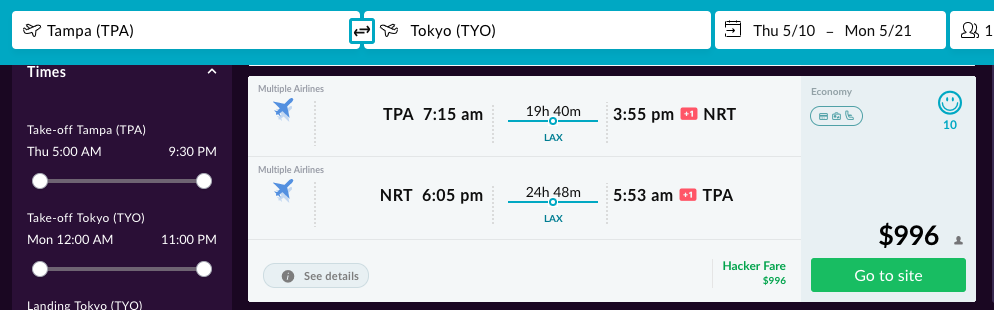 Tampa (TPA)
Tokyo (TYO)
Thu 5/10 – Mon 5/21
1
Times
Take-off Tampa (TPA)
Thu 5:00 AM 9:30 PM
Take-off Tokyo (TYO)
Mon 12:00 AM 11:00 PM
Landing Tokyo (TYO)
Multiple Airlines
TPA 7:15 am
19h 40m
LAX
3:55 pm +1 NRT
Multiple Airlines
NRT 6:05 pm
24h 48m
LAX
5:53 am +1 TPA
See details
Hacker Fare
$996
Economy
10
$996
Go to site